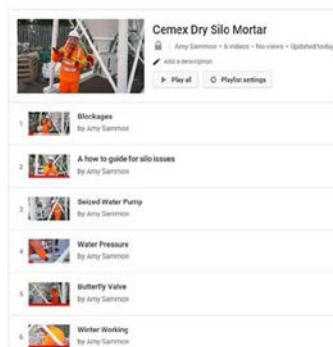 Cemex Dry Silo Mortar
Amy Sammon • 6 videos • No views • Updated today
Add a description
Play all
Playlist settings
1
Blockages
by Amy Sammon
2
A how to guide for silo issues
by Amy Sammon
3
Seized Water Pump
by Amy Sammon
4
Water Pressure
by Amy Sammon
5
Butterfly Valve
by Amy Sammon
6
Winter Working
by Amy Sammon